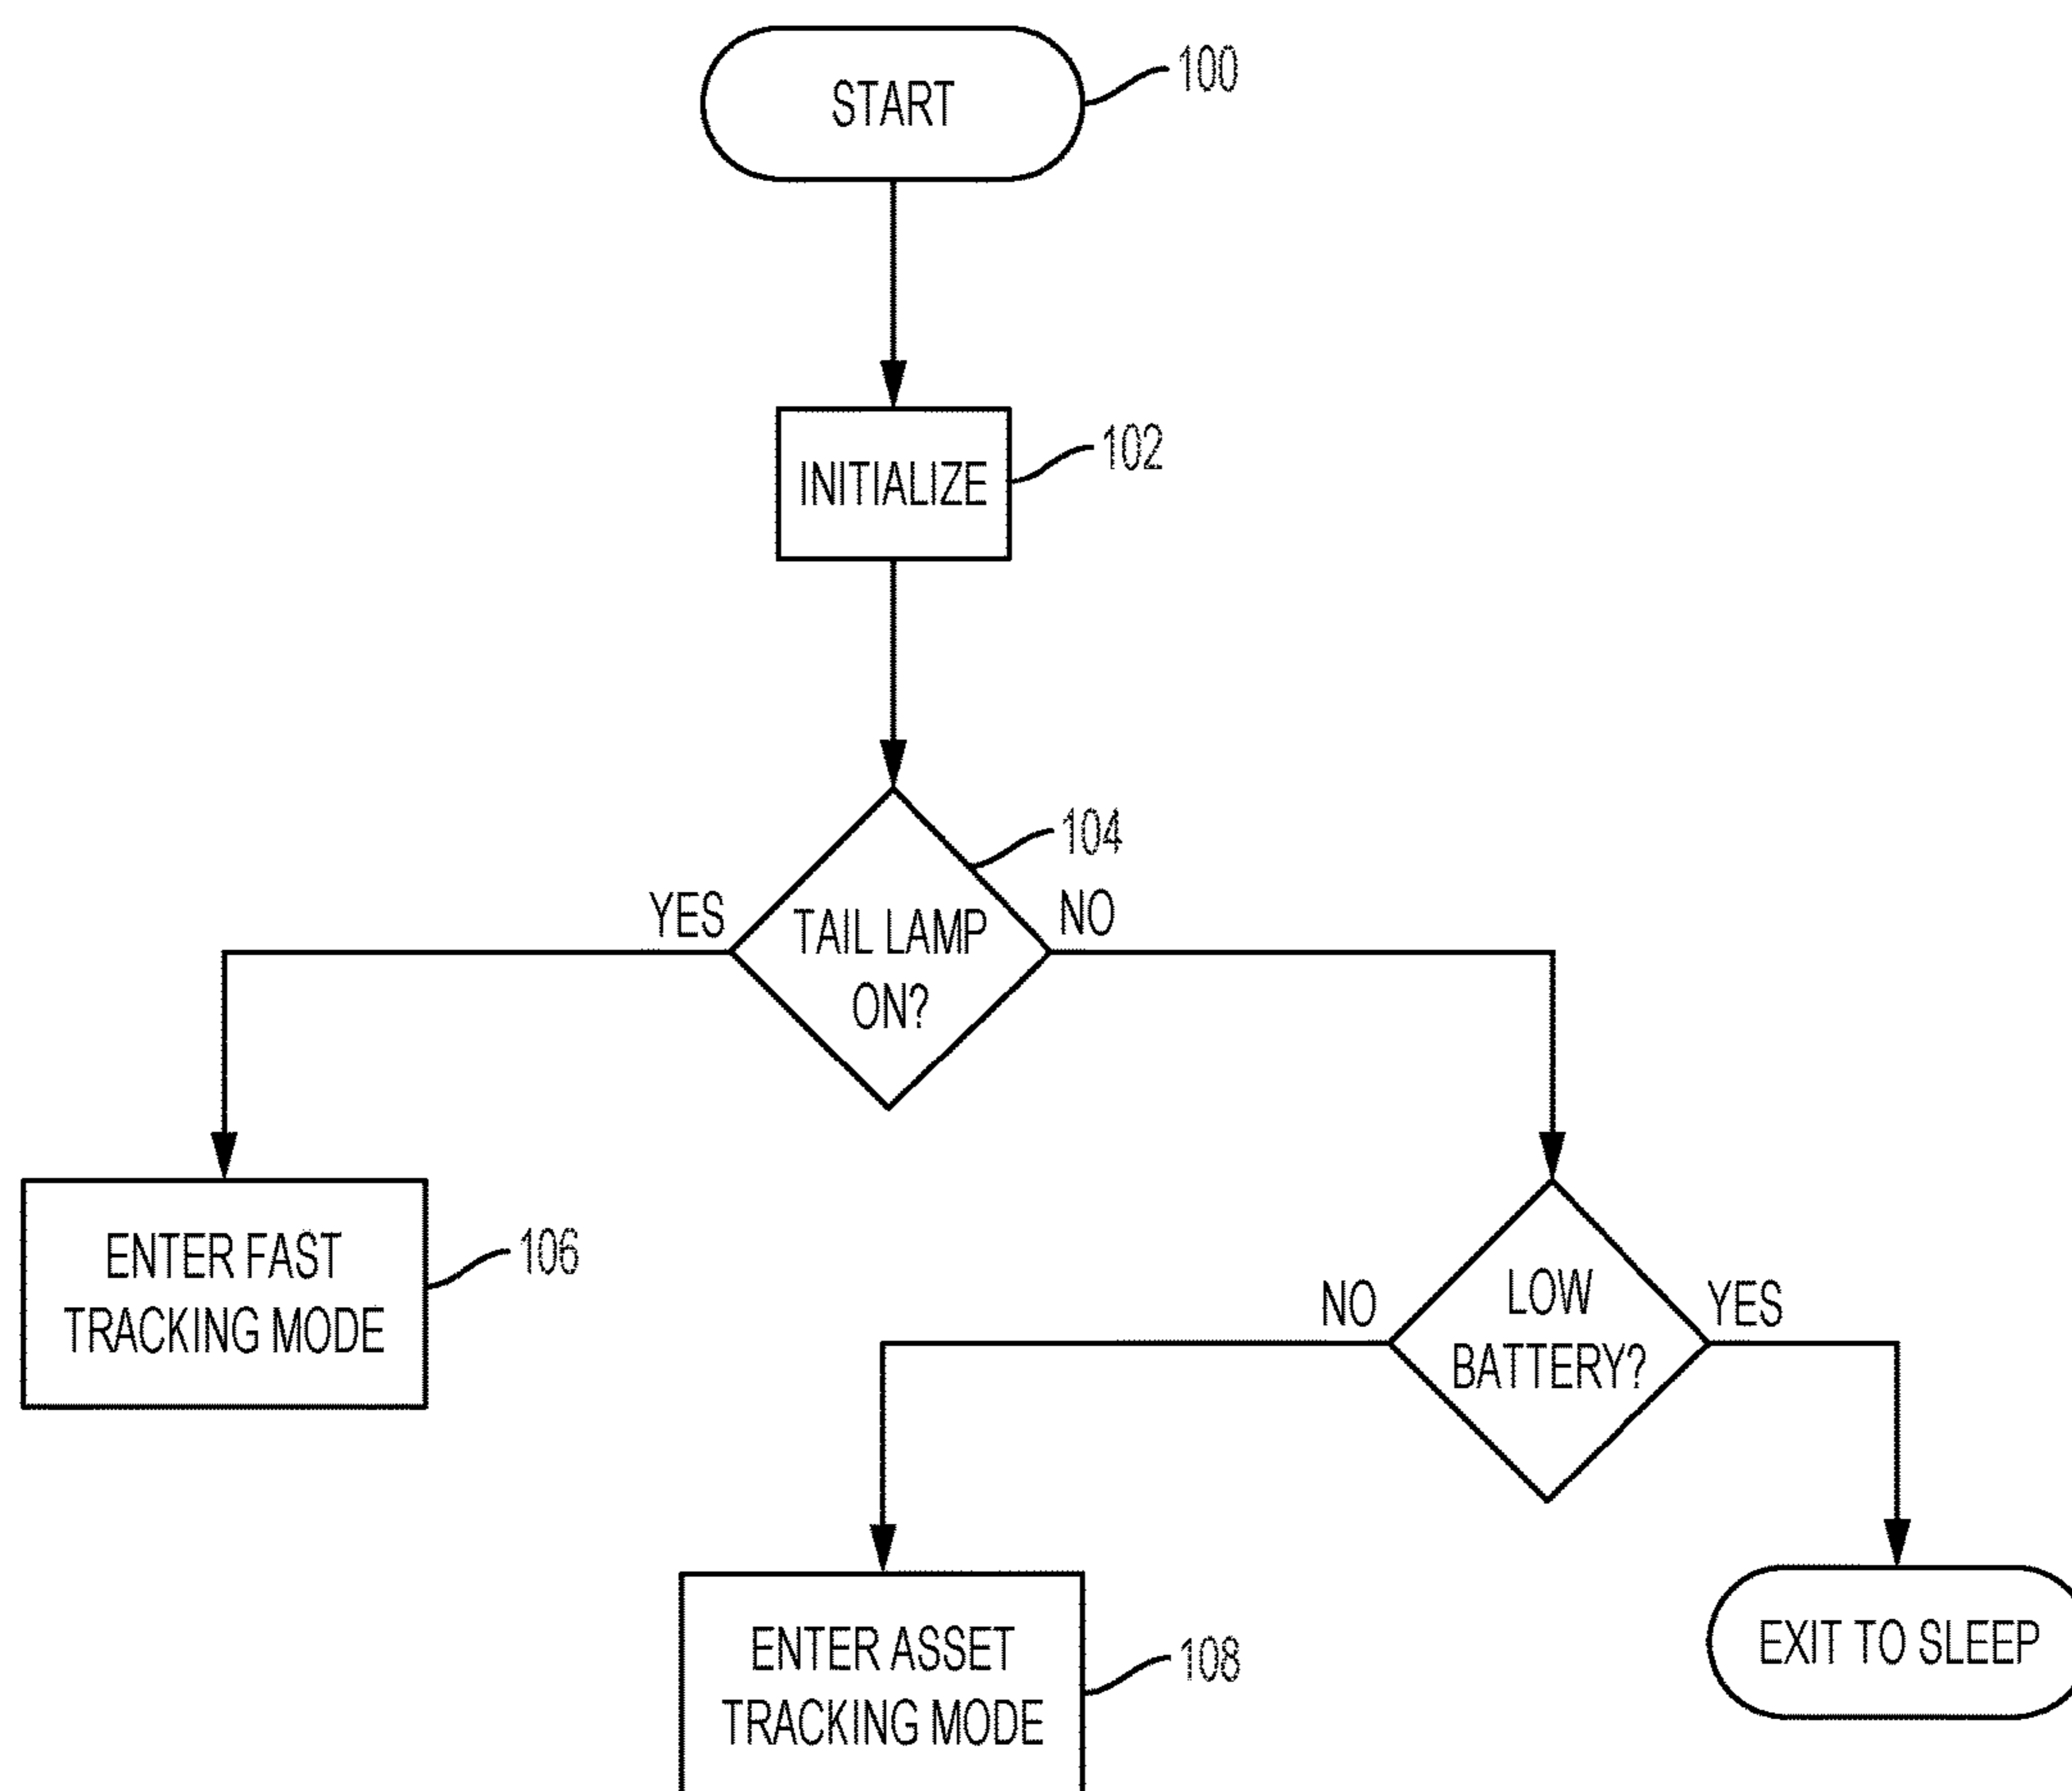 START
100
INITIALIZE
102
104
YES
TAIL LAMP
ON?
NO
ENTER FAST
TRACKING MODE
106
NO
LOW
BATTERY?
YES
ENTER ASSET
TRACKING MODE
108
EXIT TO SLEEP